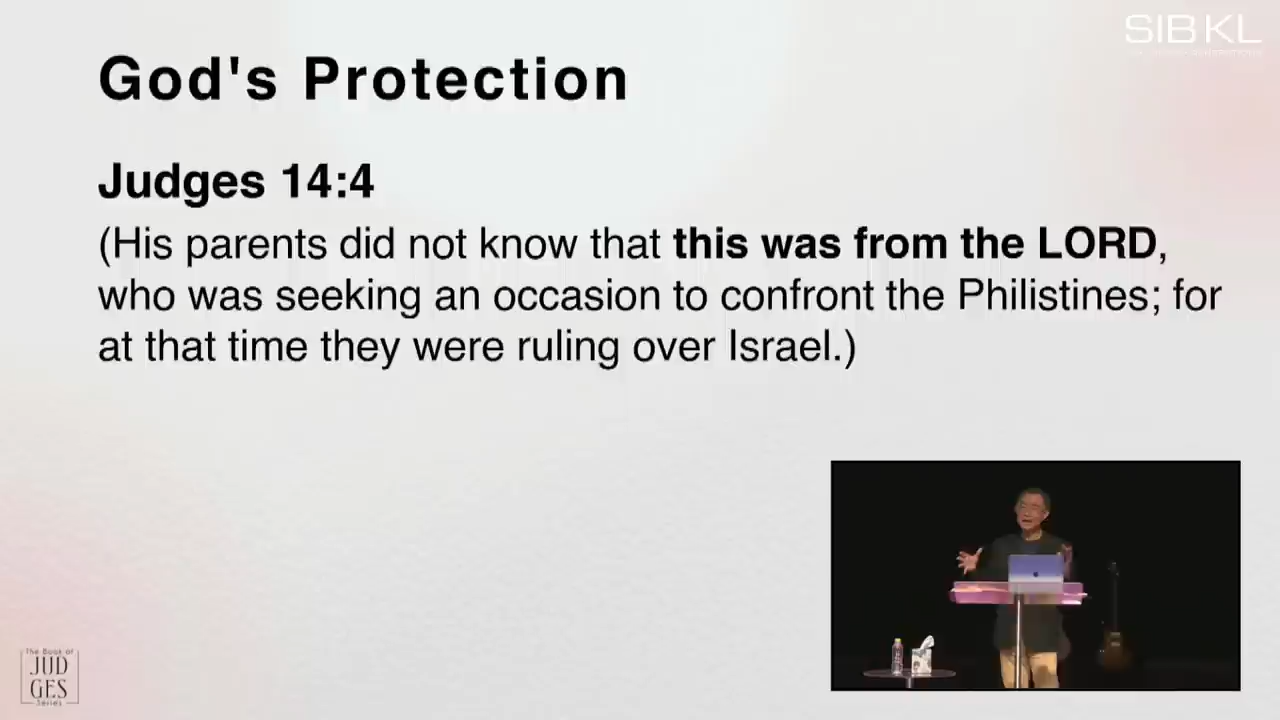 SIBKL
God's Protection
Judges 14:4
(His parents did not know that this was from the LORD,
who was seeking an occasion to confront the Philistines; for
at that time they were ruling over Israel.)
The Book of
JUD
GES
Series